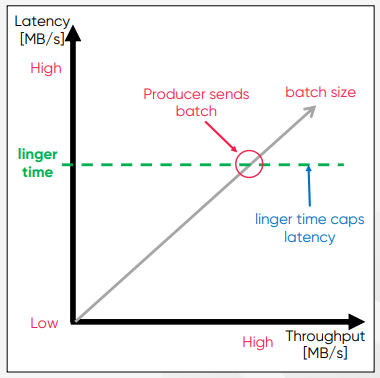 Latency
[MB/s]
High
Producer sends
batch
batch size
linger
time
linger time caps
latency
Low
High
Throughput
[MB/s]